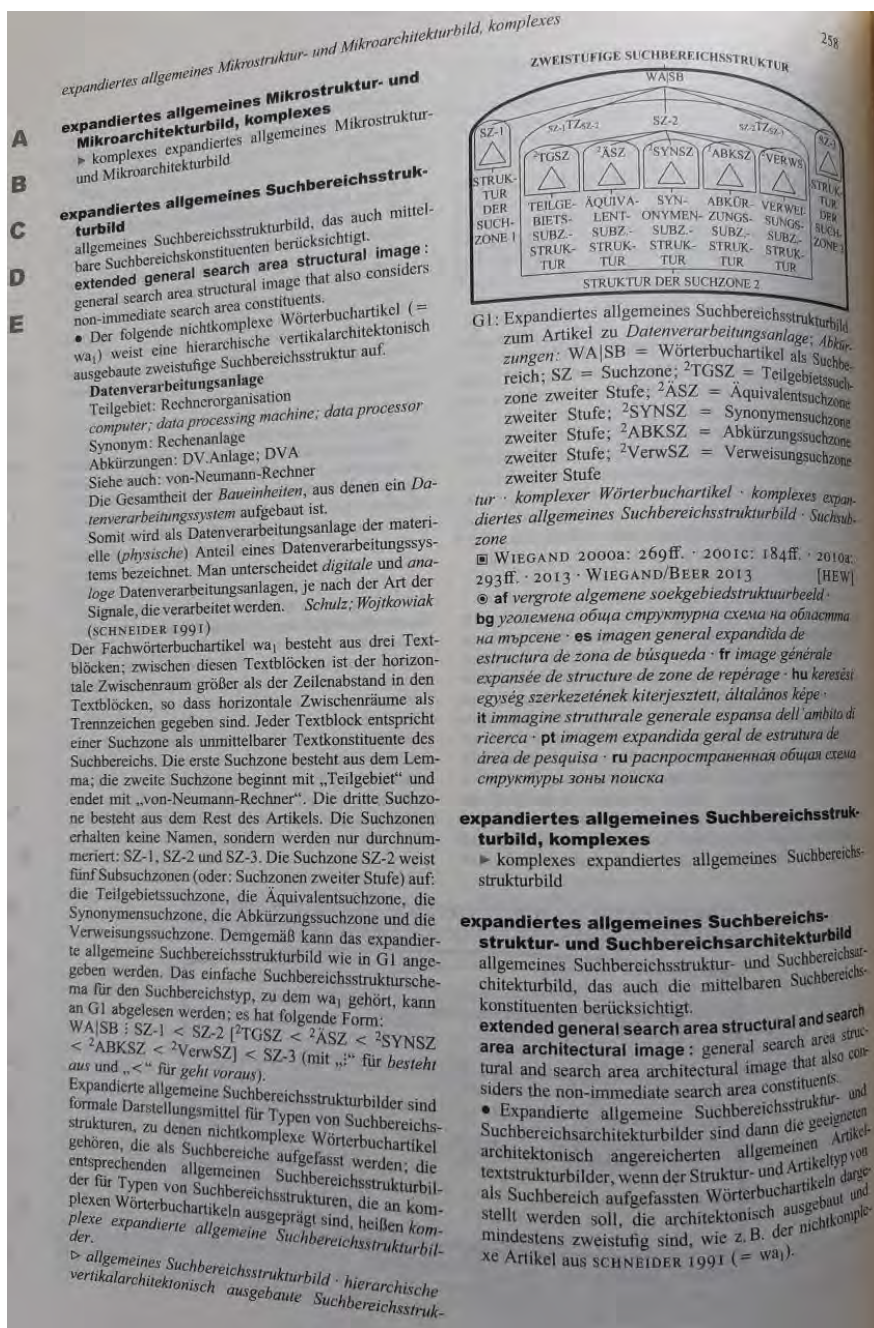 expandiertes allgemeines Mikrostruktur- und Mikroarchitekturbild, komplexes
258
A
B
C
D
E
expandiertes allgemeines Mikrostruktur- und
Mikroarchitekturbild, komplexes
▶ komplexes expandiertes allgemeines Mikrostruktur-
und Mikroarchitekturbild
expandiertes allgemeines Suchbereichsstruk-
turbild
allgemeines Suchbereichsstrukturbild, das auch mittel-
bare Suchbereichskonstituenten berücksichtigt.
extended general search area structural image :
general search area structural image that also considers
non-immediate search area constituents.
● Der folgende nichtkomplexe Wörterbuchartikel (=
wa₁) weist eine hierarchische vertikalarchitektonisch
ausgebaute zweistufige Suchbereichsstruktur auf.
Datenverarbeitungsanlage
Teilgebiet: Rechnerorganisation
computer; data processing machine; data processor
Synonym: Rechenanlage
Abkürzungen: DV.Anlage; DVA
Siehe auch: von-Neumann-Rechner
Die Gesamtheit der Baueinheiten, aus denen ein Da-
tenverarbeitungssystem aufgebaut ist.
Somit wird als Datenverarbeitungsanlage der materi-
elle (physische) Anteil eines Datenverarbeitungssys-
tems bezeichnet. Man unterscheidet digitale und ana-
loge Datenverarbeitungsanlagen, je nach der Art der
Signale, die verarbeitet werden. Schulz; Wojtkowiak
(SCHNEIDER 1991)
Der Fachwörterbuchartikel wa₁ besteht aus drei Text-
blöcken; zwischen diesen Textblöcken ist der horizon-
tale Zwischenraum größer als der Zeilenabstand in den
Textblöcken, so dass horizontale Zwischenräume als
Trennzeichen gegeben sind. Jeder Textblock entspricht
einer Suchzone als unmittelbarer Textkonstituente des
Suchbereichs. Die erste Suchzone besteht aus dem Lem-
ma; die zweite Suchzone beginnt mit „Teilgebiet“ und
endet mit „von-Neumann-Rechner“. Die dritte Suchzo-
ne besteht aus dem Rest des Artikels. Die Suchzonen
erhalten keine Namen, sondern werden nur durchnum-
meriert: SZ-1, SZ-2 und SZ-3. Die Suchzone SZ-2 weist
fünf Subsuchzonen (oder: Suchzonen zweiter Stufe) auf:
die Teilgebietssuchzone, die Äquivalentsuchzone, die
Synonymensuchzone, die Abkürzungssuchzone und die
Verweisungssuchzone. Demgemäß kann das expandier-
te allgemeine Suchbereichsstrukturbild wie in G1 ange-
geben werden. Das einfache Suchbereichsstruktursche-
ma für den Suchbereichstyp, zu dem wa₁ gehört, kann
an G1 abgelesen werden; es hat folgende Form:
WA|SB ⋮ SZ-1 < SZ-2 [²TGSZ < ²ÄSZ < ²SYNSZ
< ²ABKSZ < ²VerwSZ] < SZ-3 (mit „⋮“ für besteht
aus und „<“ für geht voraus).
Expandierte allgemeine Suchbereichsstrukturbilder sind
formale Darstellungsmittel für Typen von Suchbereichs-
strukturen, zu denen nichtkomplexe Wörterbuchartikel
gehören, die als Suchbereiche aufgefasst werden; die
entsprechenden allgemeinen Suchbereichsstrukturbil-
der für Typen von Suchbereichsstrukturen, die an kom-
plexen Wörterbuchartikeln ausgeprägt sind, heißen kom-
plexe expandierte allgemeine Suchbereichsstrukturbil-
der.
▷ allgemeines Suchbereichsstrukturbild · hierarchische
vertikalarchitektonisch ausgebaute Suchbereichsstruk-
ZWEISTUFIGE SUCHBEREICHSSTRUKTUR
WA|SB
SZ-1 SZ-1TZSZ-2 SZ-2 SZ-2TZSZ-3 SZ-3
²TGSZ ²ÄSZ ²SYNSZ ²ABKSZ ²VERWS
STRUK-
TUR
DER
SUCH-
ZONE 1
TEILGE-
BIETS-
SUBZ.-
STRUK-
TUR
ÄQUIVA-
LENT-
SUBZ.-
STRUK-
TUR
SYN-
ONYMEN-
SUBZ.-
STRUK-
TUR
ABKÜR-
ZUNGS-
SUBZ.-
STRUK-
TUR
VERWEI-
SUNGS-
SUBZ.-
STRUK-
TUR
STRUK-
TUR
DER
SUCH-
ZONE 3
STRUKTUR DER SUCHZONE 2
G1: Expandiertes allgemeines Suchbereichsstrukturbild
zum Artikel zu Datenverarbeitungsanlage; Abkür-
zungen: WA|SB = Wörterbuchartikel als Suchbe-
reich; SZ = Suchzone; ²TGSZ = Teilgebietssuch-
zone zweiter Stufe; ²ÄSZ = Äquivalentsuchzone
zweiter Stufe; ²SYNSZ = Synonymensuchzone
zweiter Stufe; ²ABKSZ = Abkürzungssuchzone
zweiter Stufe; ²VerwSZ = Verweisungsuchzone
zweiter Stufe
tur · komplexer Wörterbuchartikel · komplexes expan-
diertes allgemeines Suchbereichsstrukturbild · Suchsub-
zone
▣ WIEGAND 2000a: 269ff. · 2001c: 184ff. · 2010a:
293ff. · 2013 · WIEGAND/BEER 2013 [HEW]
◉ af vergrote algemene soekgebiedstruktuurbeeld ·
bg уголемена обща структурна схема на областта
на търсене · es imagen general expandida de
estructura de zona de búsqueda · fr image générale
expansée de structure de zone de repérage · hu keresési
egység szerkezetének kiterjesztett, általános képe ·
it immagine strutturale generale espansa dell'ambito di
ricerca · pt imagem expandida geral de estrutura de
área de pesquisa · ru распространенная общая схема
структуры зоны поиска
expandiertes allgemeines Suchbereichsstruk-
turbild, komplexes
▶ komplexes expandiertes allgemeines Suchbereichs-
strukturbild
expandiertes allgemeines Suchbereichs-
struktur- und Suchbereichsarchitekturbild
allgemeines Suchbereichsstruktur- und Suchbereichsar-
chitekturbild, das auch die mittelbaren Suchbereichs-
konstituenten berücksichtigt.
extended general search area structural and search
area architectural image : general search area struc-
tural and search area architectural image that also con-
siders the non-immediate search area constituents.
● Expandierte allgemeine Suchbereichsstruktur- und
Suchbereichsarchitekturbilder sind dann die geeigneten
architektonisch angereicherten allgemeinen Artikel-
textstrukturbilder, wenn der Struktur- und Artikeltyp von
als Suchbereich aufgefassten Wörterbuchartikeln darge-
stellt werden soll, die architektonisch ausgebaut und
mindestens zweistufig sind, wie z. B. der nichtkomple-
xe Artikel aus SCHNEIDER 1991 (= wa₁).